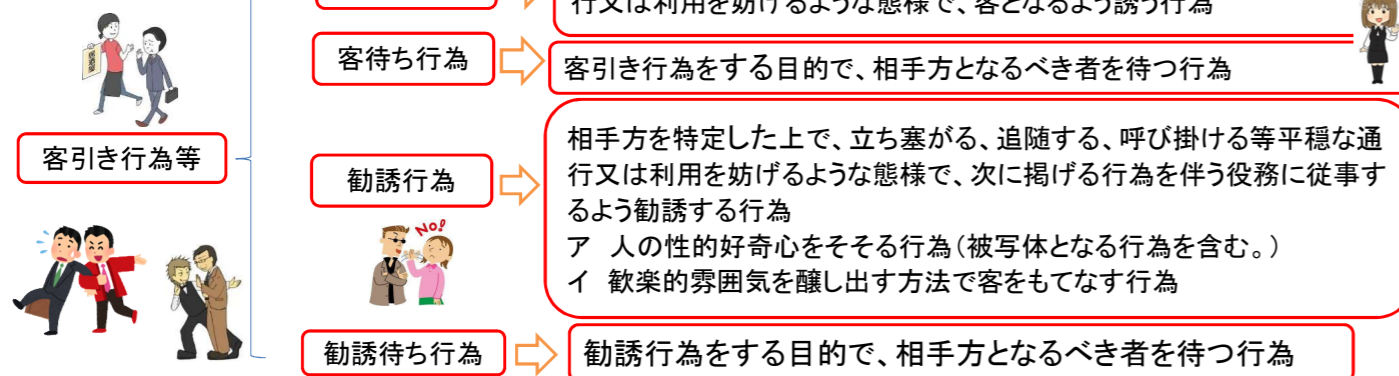 行又は利用を妨げるような態様で、客となるよう誘う行為
居酒屋
客待ち行為
客引き行為をする目的で、相手方となるべき者を待つ行為
客引き行為等
勧誘行為
相手方を特定した上で、立ち塞がる、追随する、呼び掛ける等平穏な通
行又は利用を妨げるような態様で、次に掲げる行為を伴う役務に従事す
るよう勧誘する行為
ア 人の性的好奇心をそそる行為(被写体となる行為を含む。)
イ 歓楽的雰囲気を醸し出す方法で客をもてなす行為
No!
勧誘待ち行為
勧誘行為をする目的で、相手方となるべき者を待つ行為